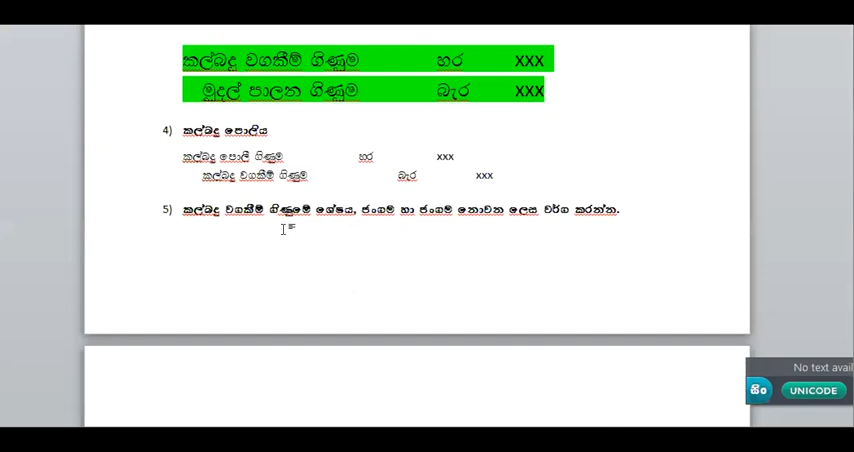 කල්බදු වගකීම් ගිණුම හර xxx
මුදල් පාලන ගිණුම බැර xxx
4) කල්බදු පොලිය
කල්බදු පොලී ගිණුම හර xxx
කල්බදු වගකීම් ගිණුම බැර xxx
5) කල්බදු වගකීම් ගිණුමේ ශේෂය, ජංගම හා ජංගම නොවන ලෙස වර්ග කරන්න.
No text avail
සිං UNICODE